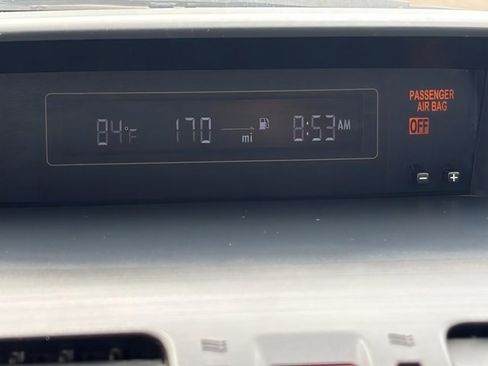 84°F 170 mi 8:53 AM
PASSENGER
AIR BAG
OFF
- +